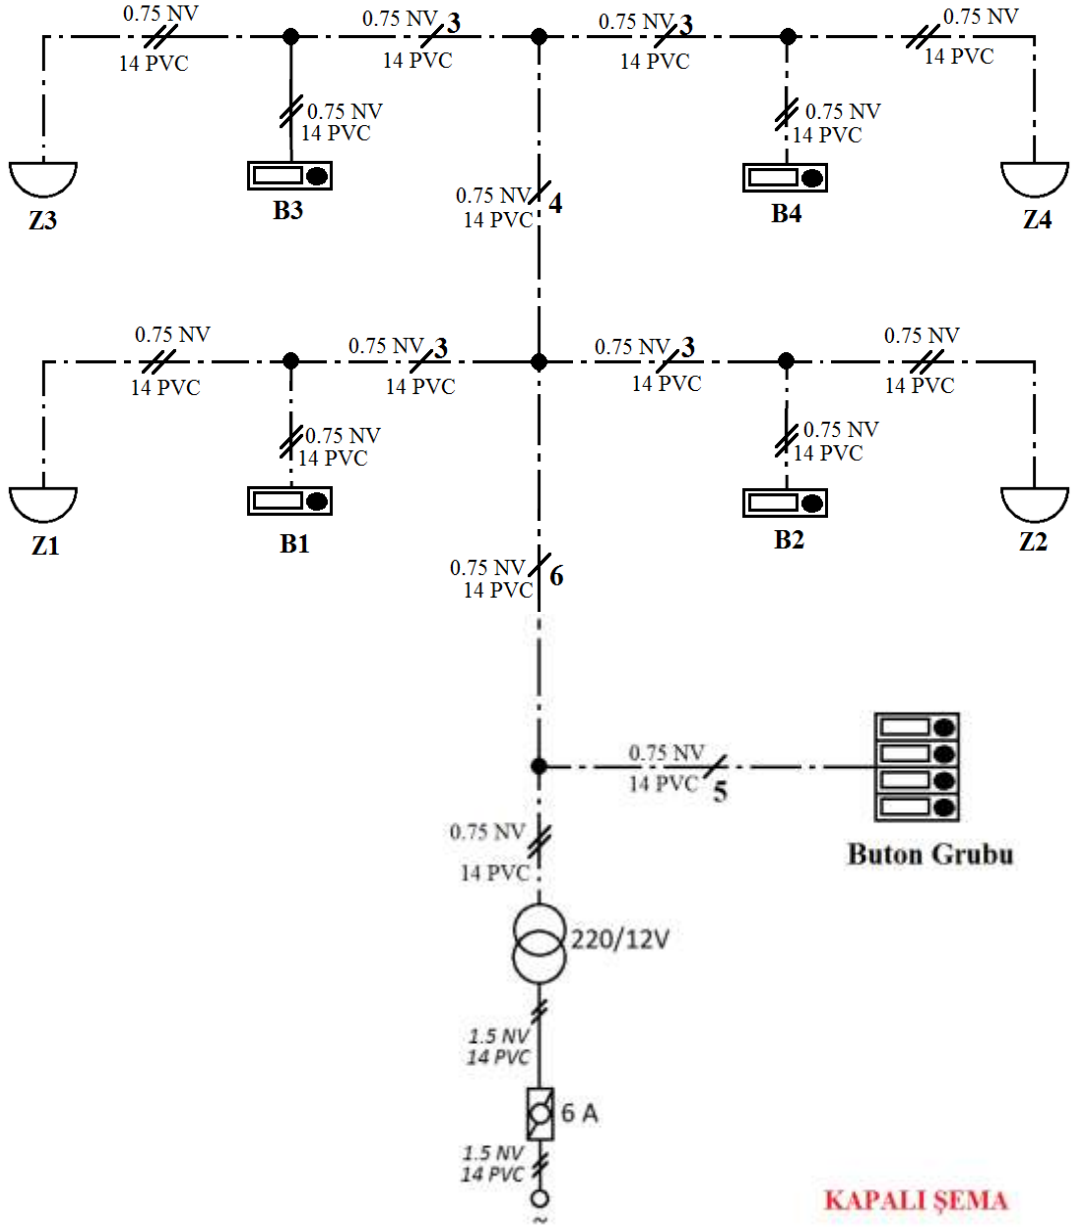 0.75 NV
14 PVC
0.75 NV 3
14 PVC
0.75 NV 3
14 PVC
0.75 NV
14 PVC
0.75 NV
14 PVC
0.75 NV
14 PVC
Z3
B3
0.75 NV
14 PVC
4
B4
Z4
0.75 NV
14 PVC
0.75 NV 3
14 PVC
0.75 NV 3
14 PVC
0.75 NV
14 PVC
0.75 NV
14 PVC
0.75 NV
14 PVC
Z1
B1
B2
Z2
0.75 NV
14 PVC
6
0.75 NV
14 PVC
5
Buton Grubu
0.75 NV
14 PVC
220/12V
1.5 NV
14 PVC
6 A
1.5 NV
14 PVC
~
KAPALI ŞEMA